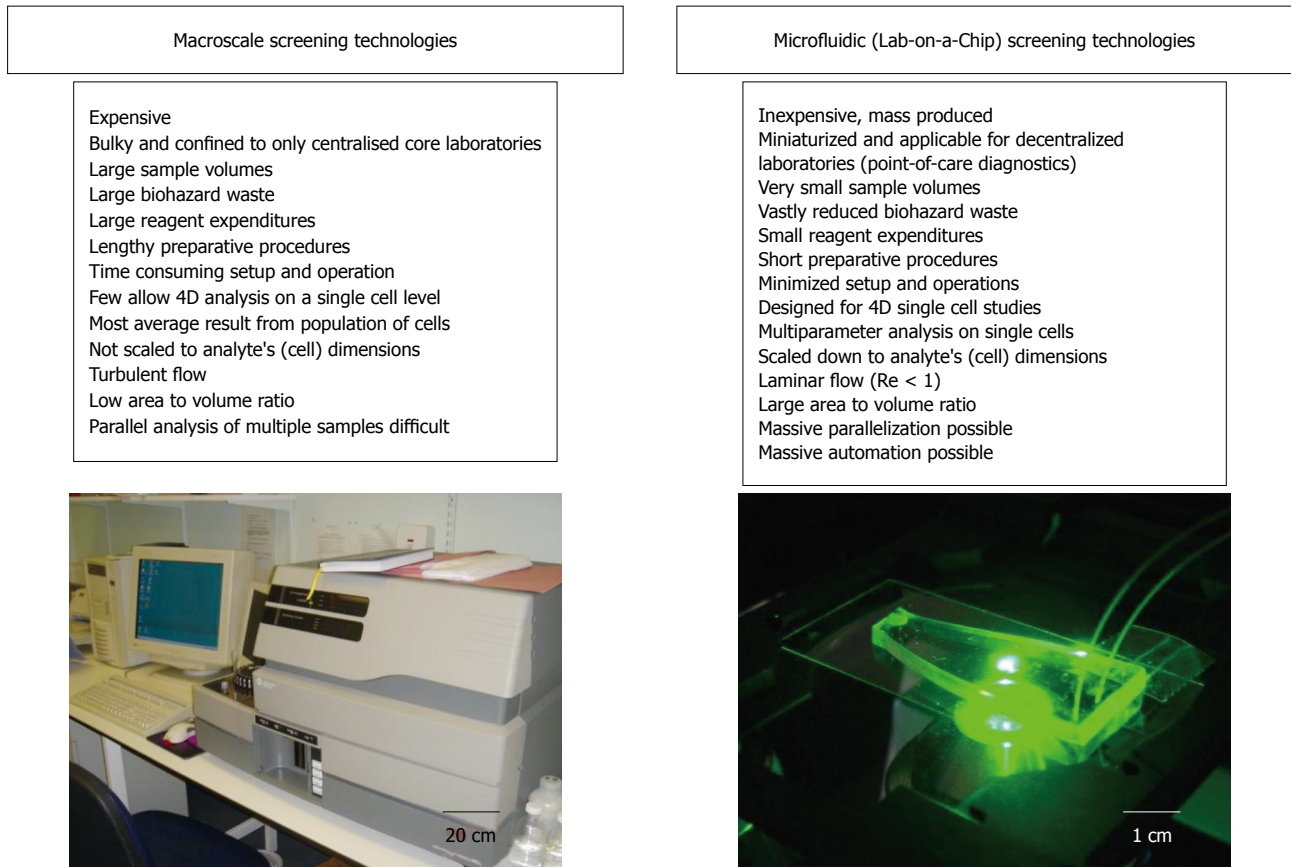 Macroscale screening technologies
Expensive
Bulky and confined to only centralised core laboratories
Large sample volumes
Large biohazard waste
Large reagent expenditures
Lengthy preparative procedures
Time consuming setup and operation
Few allow 4D analysis on a single cell level
Most average result from population of cells
Not scaled to analyte's (cell) dimensions
Turbulent flow
Low area to volume ratio
Parallel analysis of multiple samples difficult
20 cm
Microfluidic (Lab-on-a-Chip) screening technologies
Inexpensive, mass produced
Miniaturized and applicable for decentralized
laboratories (point-of-care diagnostics)
Very small sample volumes
Vastly reduced biohazard waste
Small reagent expenditures
Short preparative procedures
Minimized setup and operations
Designed for 4D single cell studies
Multiparameter analysis on single cells
Scaled down to analyte's (cell) dimensions
Laminar flow (Re < 1)
Large area to volume ratio
Massive parallelization possible
Massive automation possible
1 cm